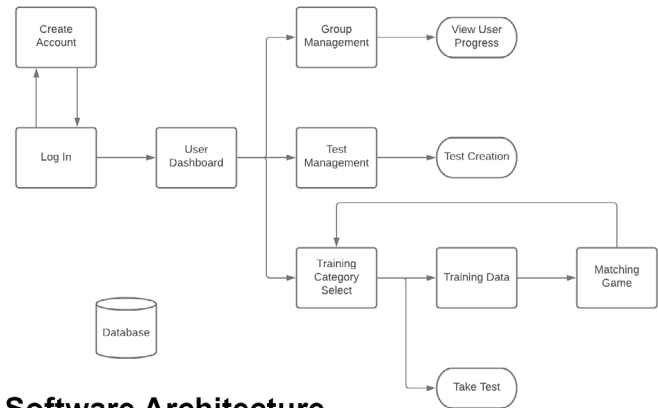 Create
Account
Group
Management
View User
Progress
Log In
User
Dashboard
Test
Management
Test Creation
Training
Category
Select
Training Data
Matching
Game
Database
Take Test
Software Architecture